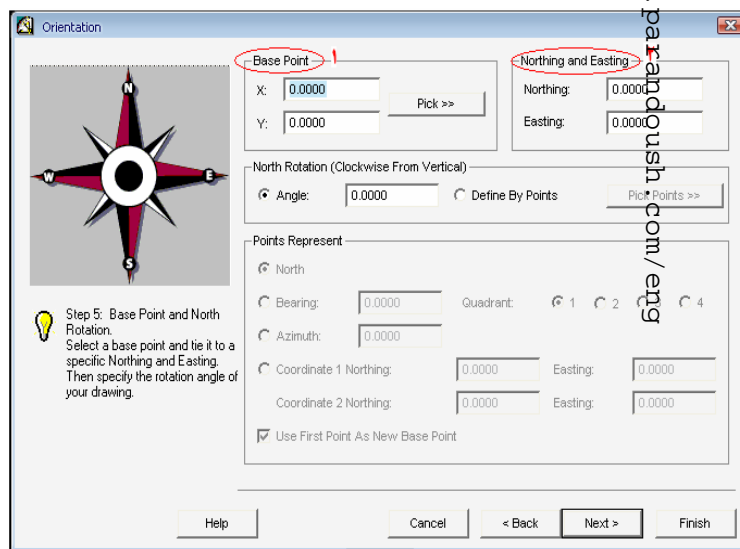 Orientation
Base Point
۱
X: 0.0000
Y: 0.0000
Pick >>
Northing and Easting
Northing: 0.0000
Easting: 0.0000
North Rotation (Clockwise From Vertical)
Angle: 0.0000
Define By Points
Pick Points >>
Points Represent
North
Bearing: 0.0000
Quadrant: 1 2 3 4
Azimuth: 0.0000
Coordinate 1 Northing: 0.0000 Easting: 0.0000
Coordinate 2 Northing: 0.0000 Easting: 0.0000
Use First Point As New Base Point
N
W
E
S
Step 5: Base Point and North
Rotation.
Select a base point and tie it to a
specific Northing and Easting.
Then specify the rotation angle of
your drawing.
Help
Cancel
< Back
Next >
Finish
parandoush.com/eng